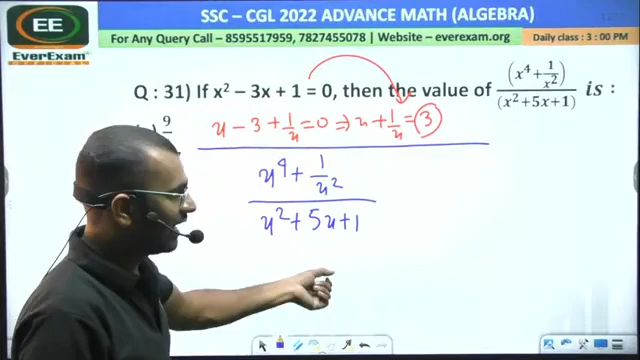 SSC – CGL 2022 ADVANCE MATH (ALGEBRA)
EE
EverExam
For Any Query Call – 8595517959, 7827455078 | Website – everexam.org
Daily class : 3 : 00 PM
Q : 31) If x² – 3x + 1 = 0, then the value of (x⁴ + 1/x²)/(x² + 5x + 1) is :
9
x – 3 + 1/x = 0 ⇒ x + 1/x = 3
x⁴ + 1/x²
x² + 5x + 1